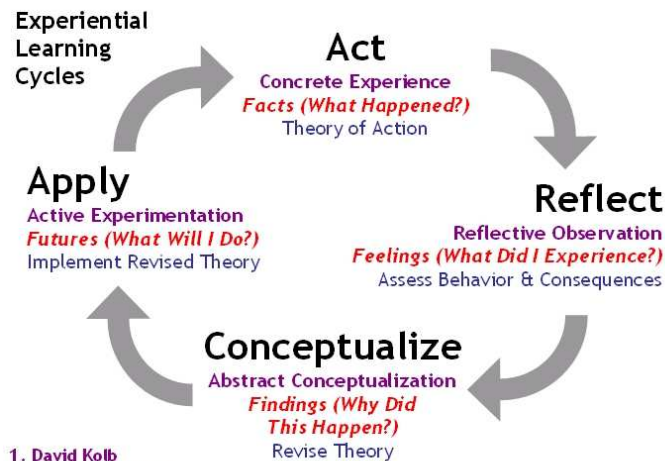 Experiential
Learning
Cycles
Act
Concrete Experience
Facts (What Happened?)
Theory of Action
Reflect
Reflective Observation
Feelings (What Did I Experience?)
Assess Behavior & Consequences
Conceptualize
Abstract Conceptualization
Findings (Why Did
This Happen?)
Revise Theory
Apply
Active Experimentation
Futures (What Will I Do?)
Implement Revised Theory
1. David Kolb